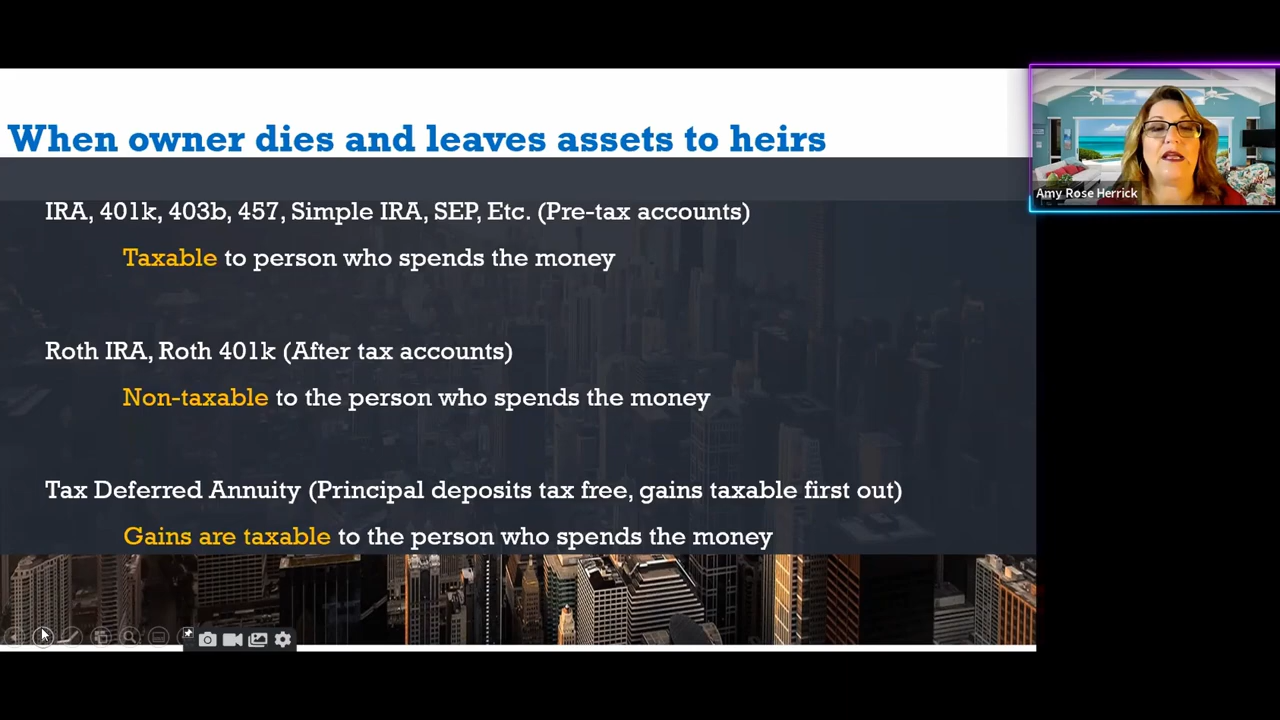 When owner dies and leaves assets to heirs
IRA, 401k, 403b, 457, Simple IRA, SEP, Etc. (Pre-tax accounts)
Taxable to person who spends the money
Roth IRA, Roth 401k (After tax accounts)
Non-taxable to the person who spends the money
Tax Deferred Annuity (Principal deposits tax free, gains taxable first out)
Gains are taxable to the person who spends the money
Amy Rose Herrick